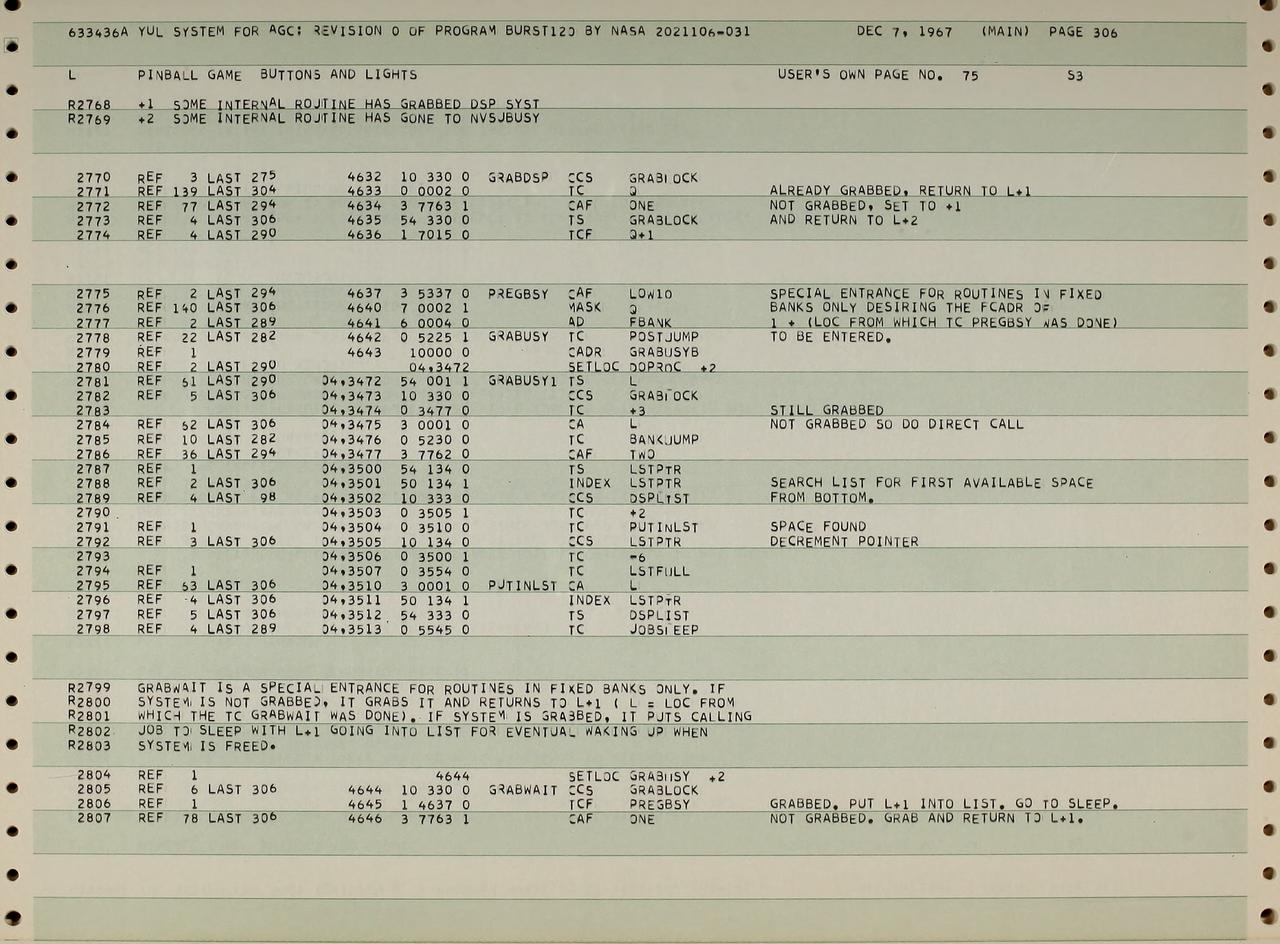 633436A YUL SYSTEM FOR AGC: REVISION 0 OF PROGRAM BURST120 BY NASA 2021106-031 DEC 7, 1967 (MAIN) PAGE 306
L PINBALL GAME BUTTONS AND LIGHTS USER'S OWN PAGE NO. 75 S3
R2768 +1 SOME INTERNAL ROUTINE HAS GRABBED DSP SYST
R2769 +2 SOME INTERNAL ROUTINE HAS GONE TO NVSUBUSY
2770 REF 3 LAST 275 4632 10 330 0 GRABDSP CCS GRABLOCK
2771 REF 139 LAST 304 4633 0 0002 0 TC Q ALREADY GRABBED, RETURN TO L+1
2772 REF 77 LAST 294 4634 3 7763 1 CAF ONE NOT GRABBED, SET TO +1
2773 REF 4 LAST 306 4635 54 330 0 TS GRABLOCK AND RETURN TO L+2
2774 REF 4 LAST 290 4636 1 7015 0 TCF Q+1
2775 REF 2 LAST 294 4637 3 5337 0 PREGBSY CAF LOW10 SPECIAL ENTRANCE FOR ROUTINES IN FIXED
2776 REF 140 LAST 306 4640 7 0002 1 MASK Q BANKS ONLY DESIRING THE FCADR OF
2777 REF 2 LAST 289 4641 6 0004 0 AD FBANK 1 + (LOC FROM WHICH TC PREGBSY WAS DONE)
2778 REF 22 LAST 282 4642 0 5225 1 GRABUSY TC POSTJUMP TO BE ENTERED.
2779 REF 1 4643 10000 0 CADR GRABUSYB
2780 REF 2 LAST 290 04,3472 SETLOC DOPROC +2
2781 REF 51 LAST 290 04,3472 54 001 1 GRABUSY1 TS L
2782 REF 5 LAST 306 04,3473 10 330 0 CCS GRABLOCK
2783 04,3474 0 3477 0 TC +3 STILL GRABBED
2784 REF 52 LAST 306 04,3475 3 0001 0 CA L NOT GRABBED SO DO DIRECT CALL
2785 REF 10 LAST 282 04,3476 0 5230 0 TC BANKJUMP
2786 REF 36 LAST 294 04,3477 3 7762 0 CAF TWO
2787 REF 1 04,3500 54 134 0 TS LSTPTR
2788 REF 2 LAST 306 04,3501 50 134 1 INDEX LSTPTR SEARCH LIST FOR FIRST AVAILABLE SPACE
2789 REF 4 LAST 98 04,3502 10 333 0 CCS DSPLIST FROM BOTTOM.
2790 04,3503 0 3505 1 TC +2
2791 REF 1 04,3504 0 3510 0 TC PUTINLST SPACE FOUND
2792 REF 3 LAST 306 04,3505 10 134 0 CCS LSTPTR DECREMENT POINTER
2793 04,3506 0 3500 1 TC -6
2794 REF 1 04,3507 0 3554 0 TC LSTFULL
2795 REF 53 LAST 306 04,3510 3 0001 0 PUTINLST CA L
2796 REF 4 LAST 306 04,3511 50 134 1 INDEX LSTPTR
2797 REF 5 LAST 306 04,3512 54 333 0 TS DSPLIST
2798 REF 4 LAST 289 04,3513 0 5545 0 TC JOBSLEEP
R2799 GRABWAIT IS A SPECIAL ENTRANCE FOR ROUTINES IN FIXED BANKS ONLY. IF
R2800 SYSTEM IS NOT GRABBED, IT GRABS IT AND RETURNS TO L+1 ( L = LOC FROM
R2801 WHICH THE TC GRABWAIT WAS DONE). IF SYSTEM IS GRABBED, IT PUTS CALLING
R2802 JOB TO SLEEP WITH L+1 GOING INTO LIST FOR EVENTUAL WAKING UP WHEN
R2803 SYSTEM IS FREED.
2804 REF 1 4644 SETLOC GRABUSY +2
2805 REF 6 LAST 306 4644 10 330 0 GRABWAIT CCS GRABLOCK
2806 REF 1 4645 1 4637 0 TCF PREGBSY GRABBED. PUT L+1 INTO LIST. GO TO SLEEP.
2807 REF 78 LAST 306 4646 3 7763 1 CAF ONE NOT GRABBED. GRAB AND RETURN TO L+1.